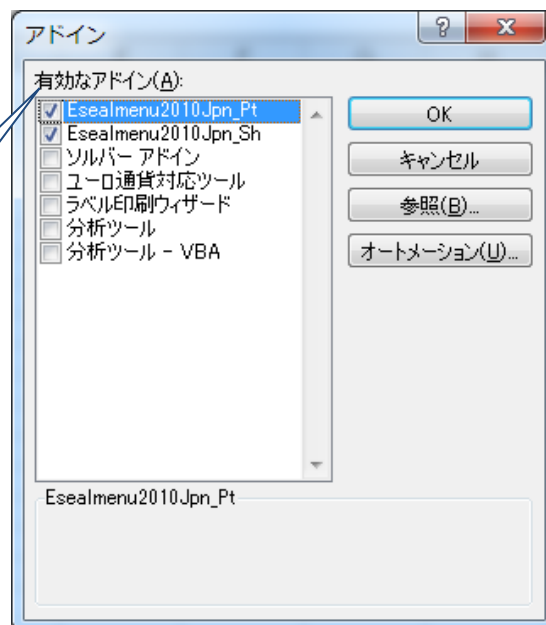 アドイン
有効なアドイン(A):
Esealmenu2010Jpn_Pt
Esealmenu2010Jpn_Sh
ソルバー アドイン
ユーロ通貨対応ツール
ラベル印刷ウィザード
分析ツール
分析ツール - VBA
OK
キャンセル
参照(B)...
オートメーション(U)...
Esealmenu2010Jpn_Pt